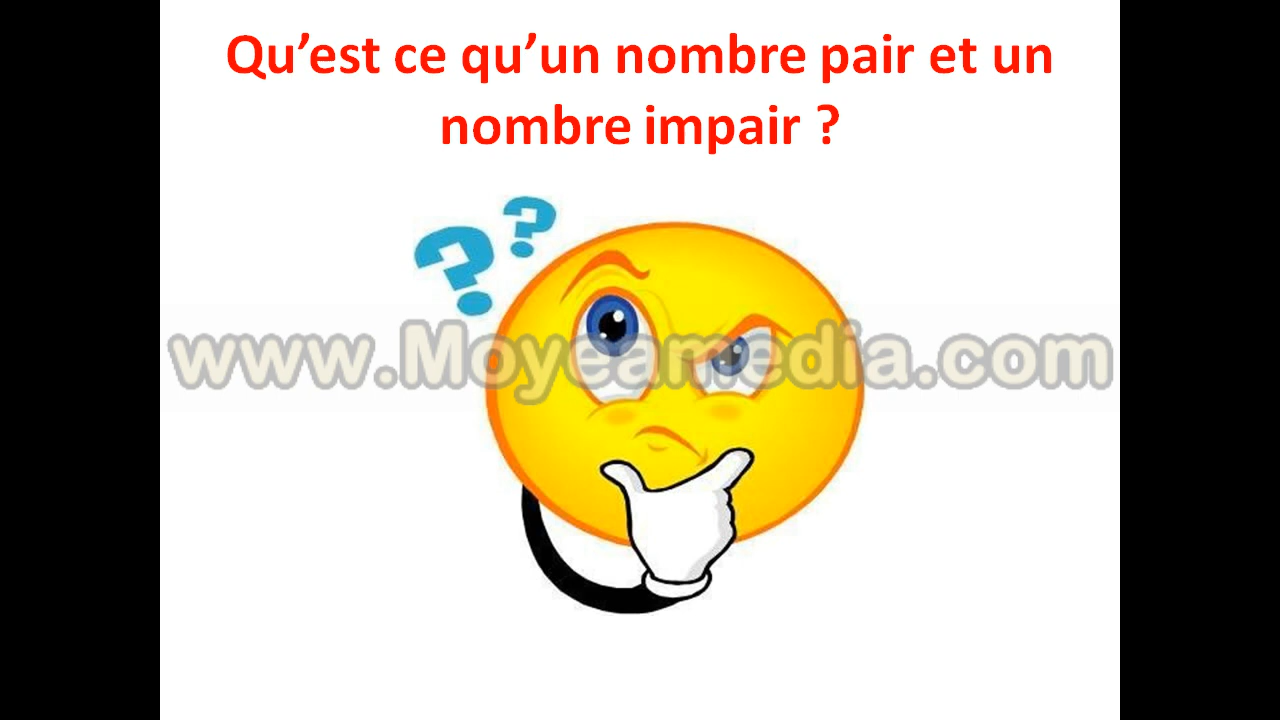 Qu’est ce qu’un nombre pair et un
nombre impair ?
? ?
www.Moyeamedia.com